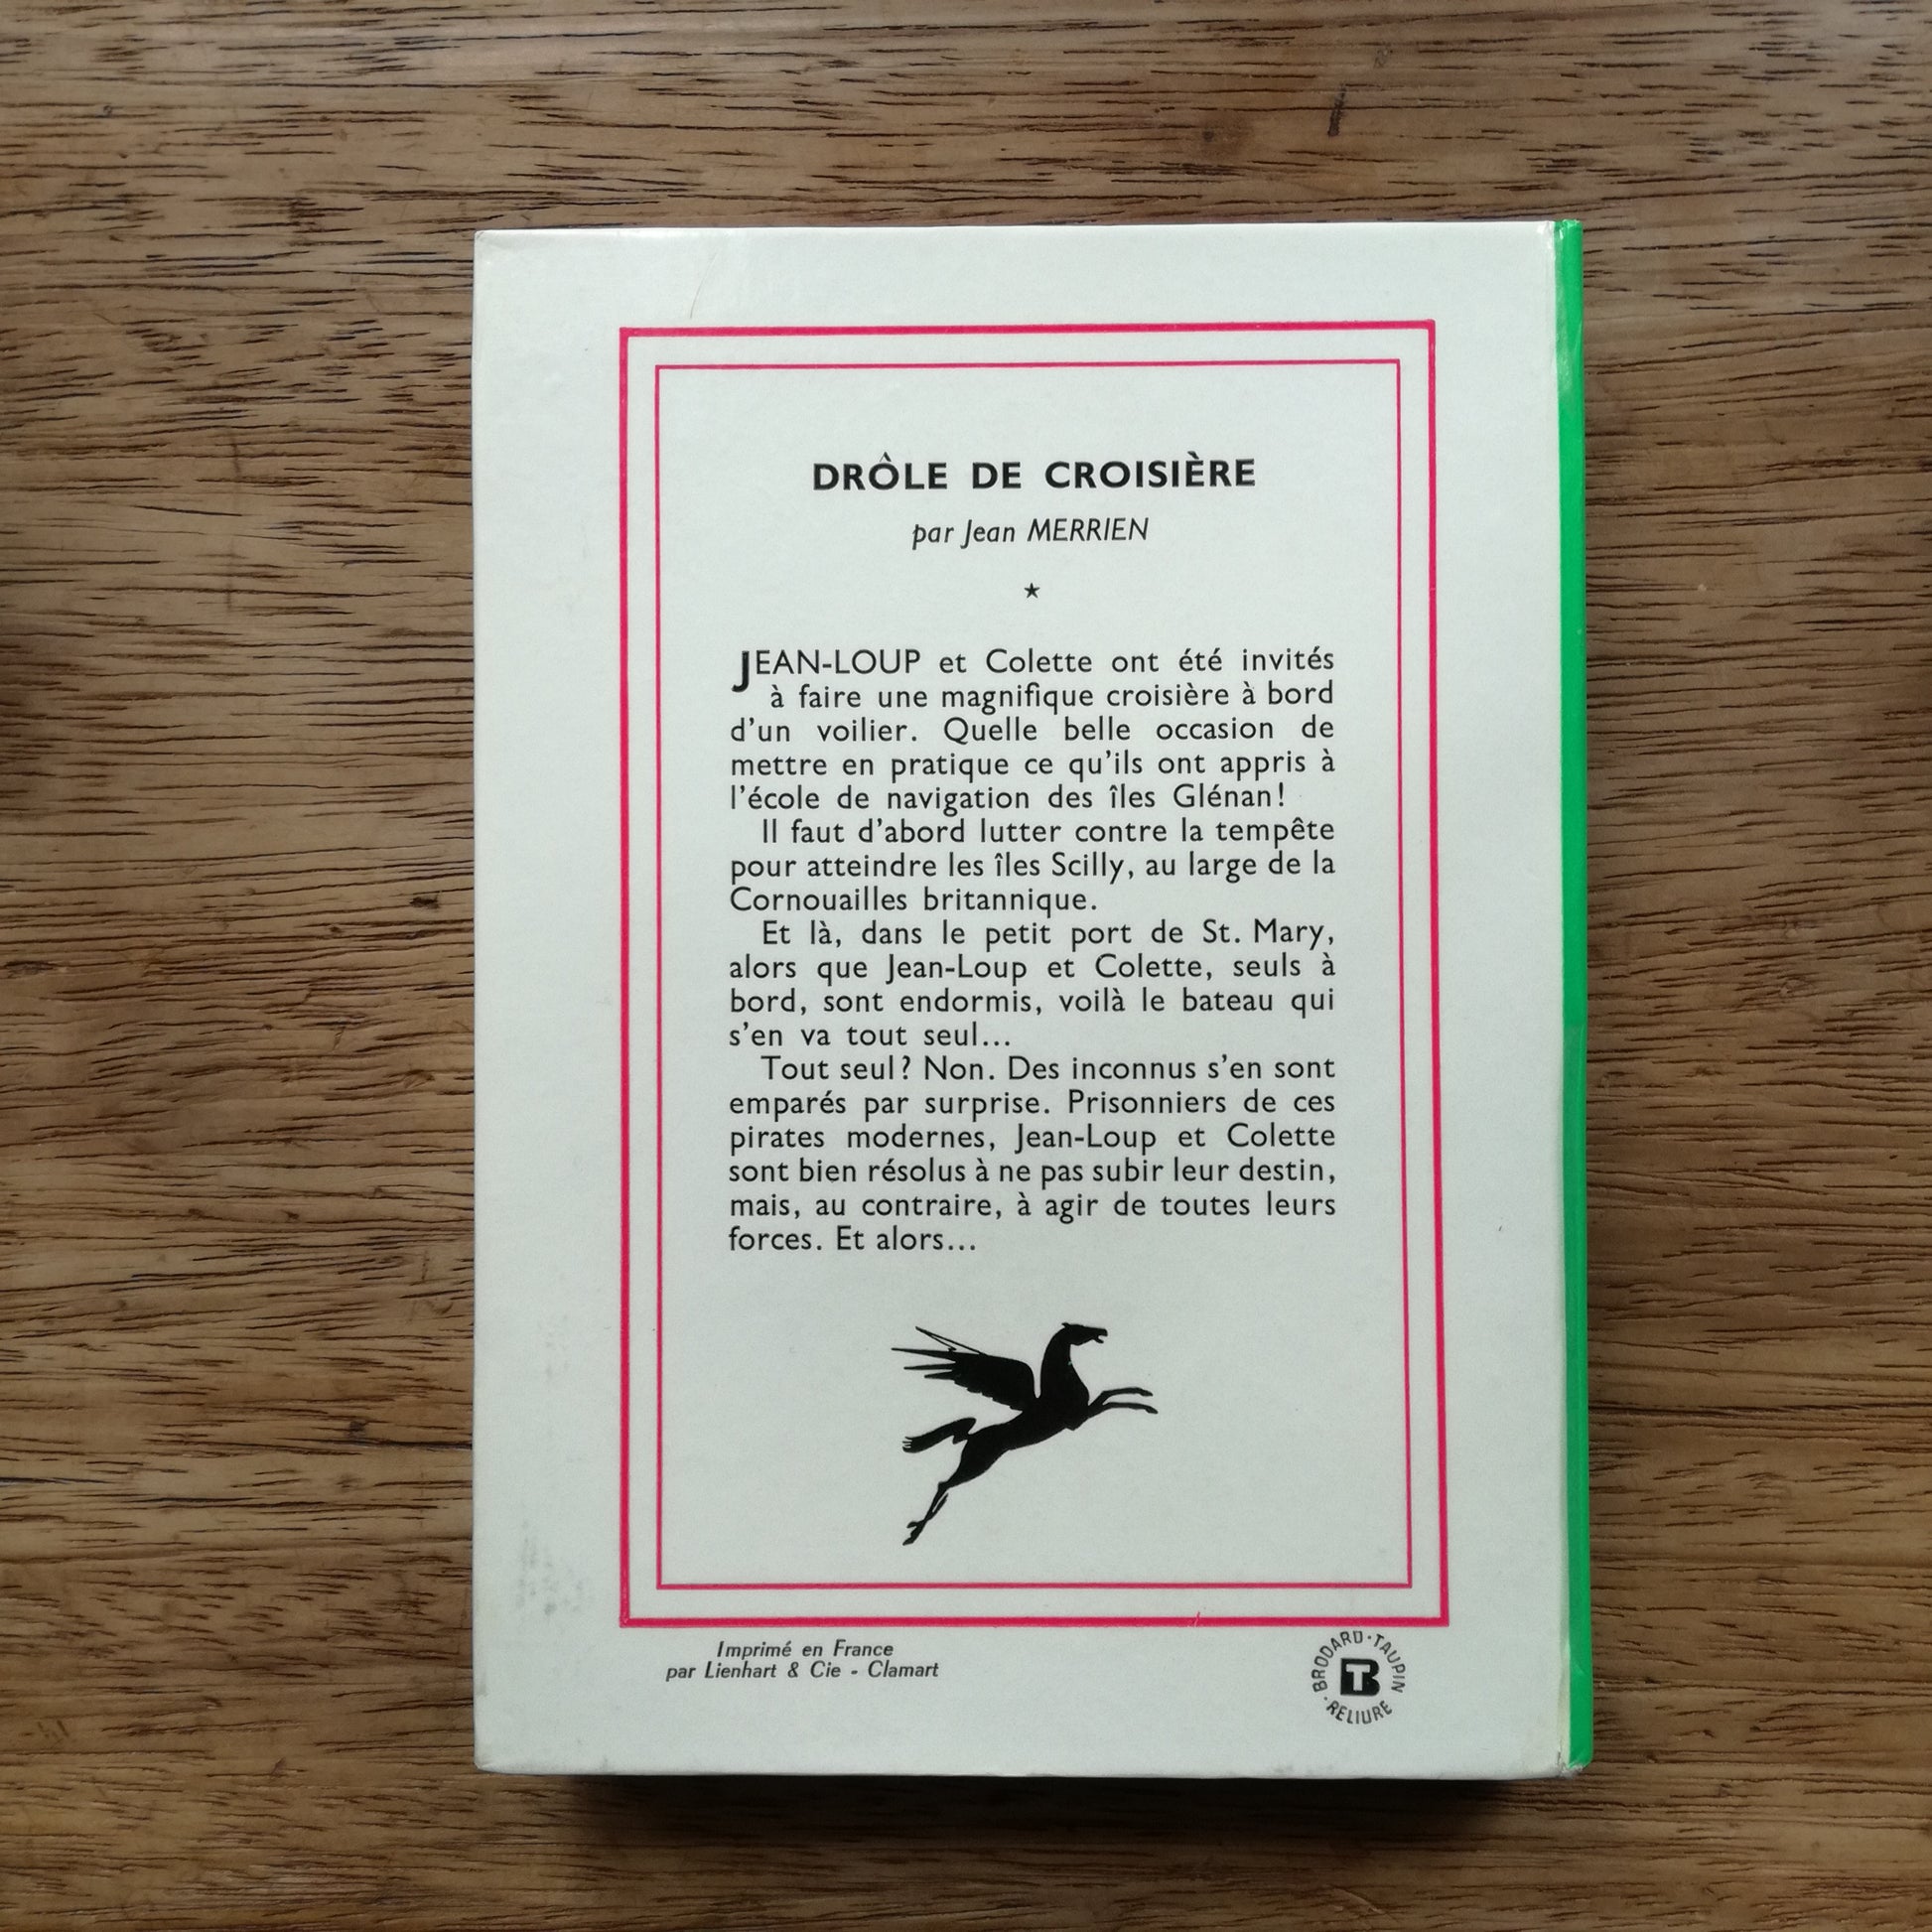 DRÔLE DE CROISIÈRE
par Jean MERRIEN
★
JEAN-LOUP et Colette ont été invités
à faire une magnifique croisière à bord
d'un voilier. Quelle belle occasion de
mettre en pratique ce qu'ils ont appris à
l'école de navigation des îles Glénan!
Il faut d'abord lutter contre la tempête
pour atteindre les îles Scilly, au large de la
Cornouailles britannique.
Et là, dans le petit port de St. Mary,
alors que Jean-Loup et Colette, seuls à
bord, sont endormis, voilà le bateau qui
s'en va tout seul...
Tout seul? Non. Des inconnus s'en sont
emparés par surprise. Prisonniers de ces
pirates modernes, Jean-Loup et Colette
sont bien résolus à ne pas subir leur destin,
mais, au contraire, à agir de toutes leurs
forces. Et alors...
Imprimé en France
par Lienhart & Cie - Clamart
BRODARD · TAUPIN · RELIURE ·
BT